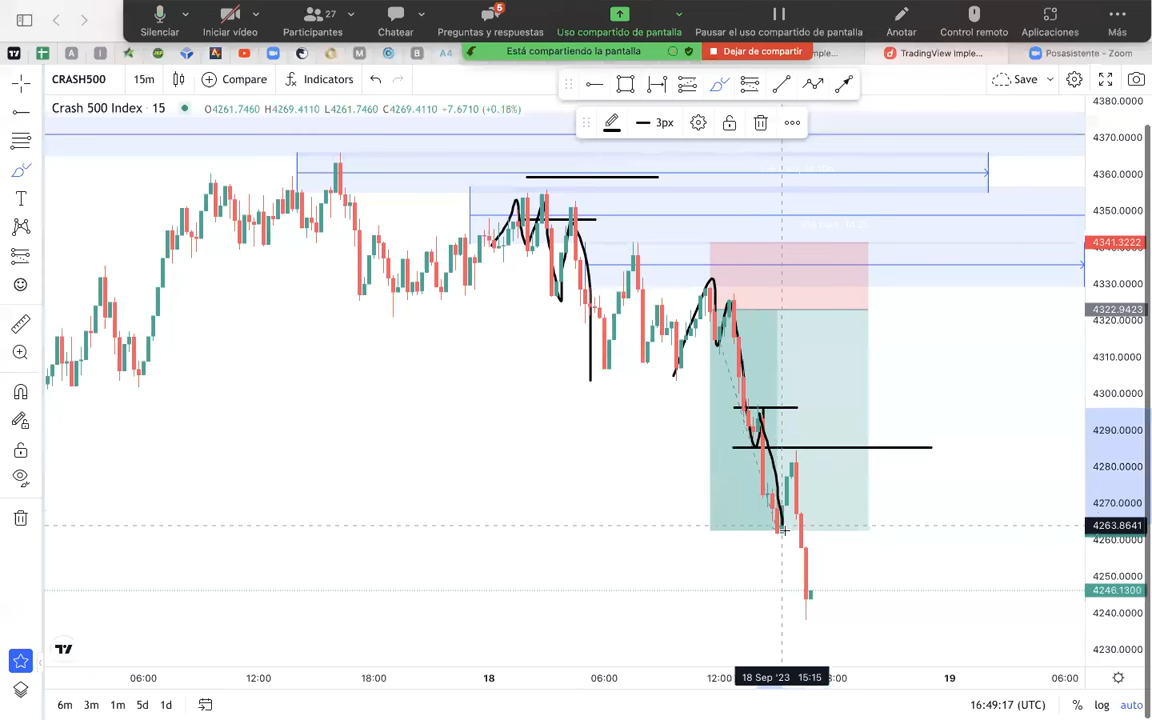 27
5
Silenciar
Iniciar vídeo
Participantes
Chatear
Preguntas y respuestas
Uso compartido de pantalla
Pausar el uso compartido de pantalla
Anotar
Control remoto
Aplicaciones
Más
Está compartiendo la pantalla
Dejar de compartir
TradingView Imple...
Posasistente - Zoom
CRASH500
15m
Compare
Indicators
Save
Crash 500 Index · 15
O4261.7460 H4269.4110 L4261.7460 C4269.4110 +7.6710 (+0.18%)
3px
4380.0000
4370.0000
4360.0000
4350.0000
4341.3222
4330.0000
4322.9423
4320.0000
4310.0000
4300.0000
4290.0000
4280.0000
4270.0000
4263.8641
4260.0000
4250.0000
4246.1300
4240.0000
4230.0000
06:00
12:00
18:00
18
06:00
12:00
18 Sep '23 15:15
19
06:00
6m
3m
1m
5d
1d
16:49:17 (UTC)
%
log
auto